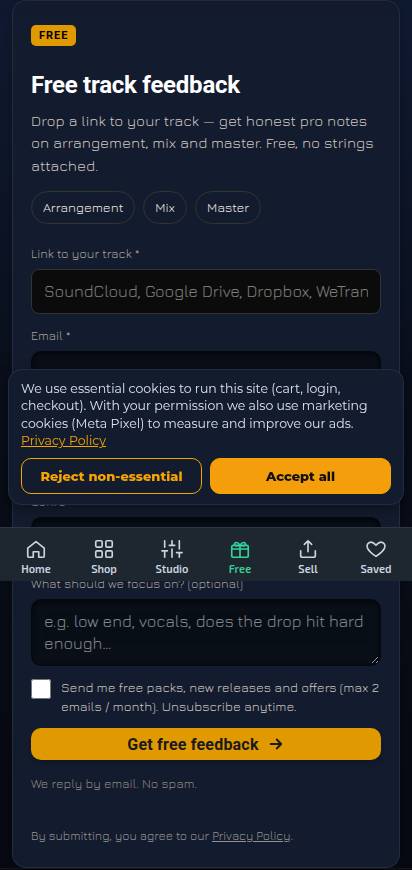 FREE
Free track feedback
Drop a link to your track — get honest pro notes
on arrangement, mix and master. Free, no strings
attached.
Arrangement Mix Master
Link to your track *
SoundCloud, Google Drive, Dropbox, WeTran
Email *
We use essential cookies to run this site (cart, login,
checkout). With your permission we also use marketing
cookies (Meta Pixel) to measure and improve our ads.
Privacy Policy
Reject non-essential Accept all
Home Shop Studio Free Sell Saved
What should we focus on? (optional)
e.g. low end, vocals, does the drop hit hard
enough...
Send me free packs, new releases and offers (max 2
emails / month). Unsubscribe anytime.
Get free feedback →
We reply by email. No spam.
By submitting, you agree to our Privacy Policy.